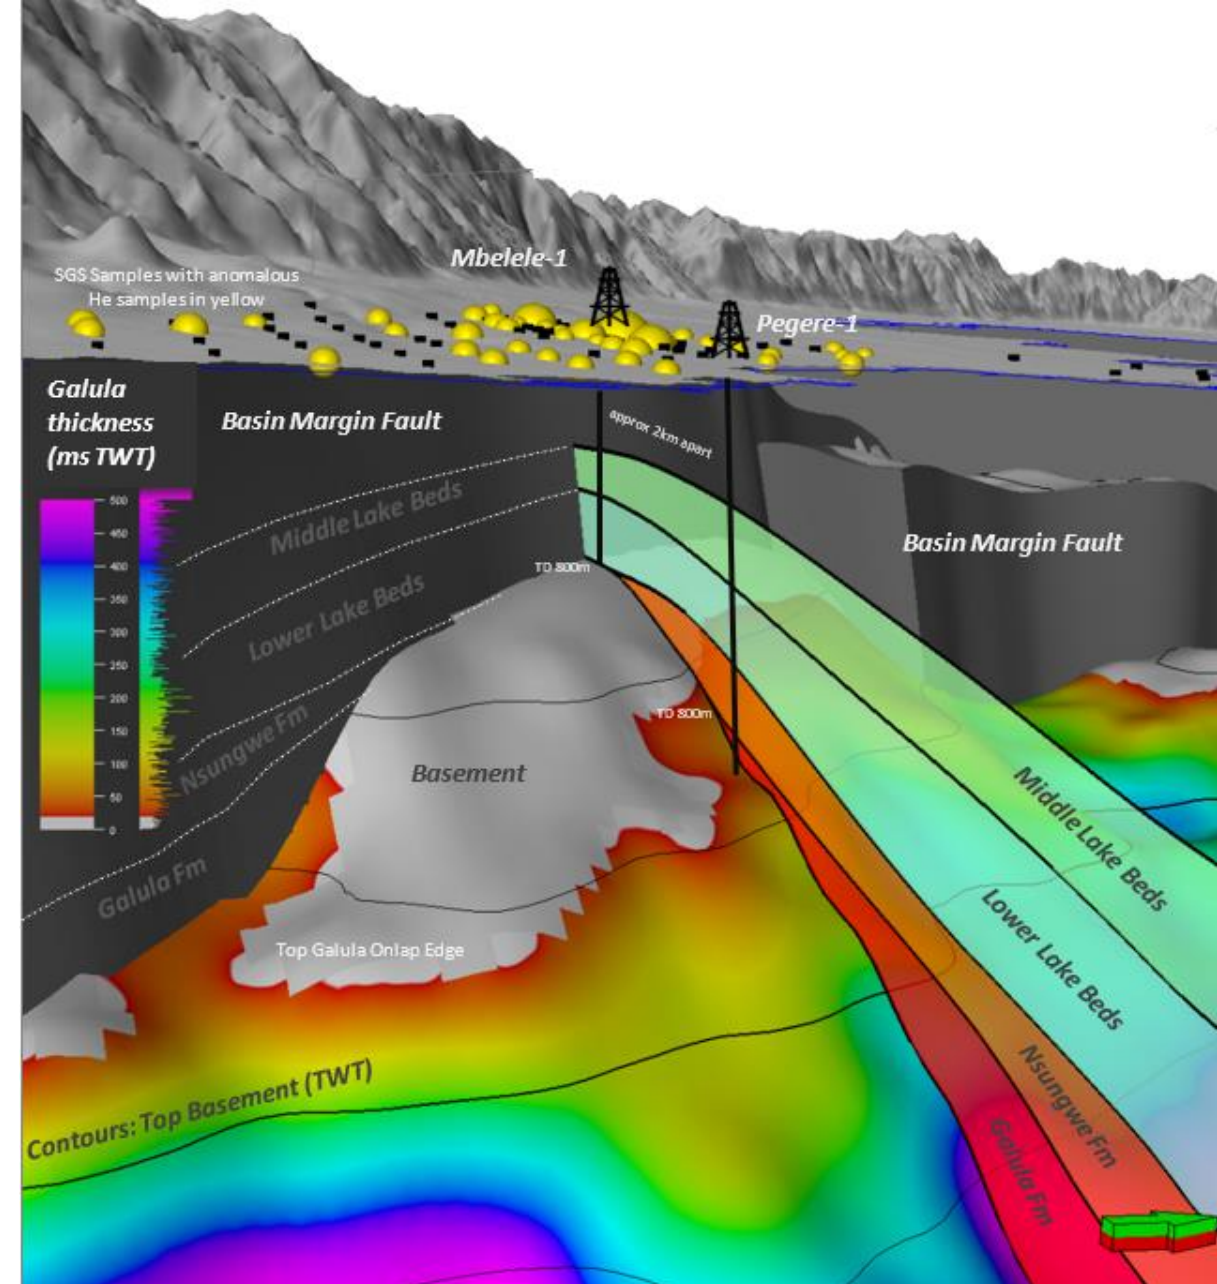 Mbelele-1
SGS Samples with anomalous
He samples in yellow
Pegere-1
Galula
thickness
(ms TWT)
Basin Margin Fault
approx 2km apart
500
450
400
350
300
250
200
150
100
50
0
Middle Lake Beds
Lower Lake Beds
Nsungwe Fm
Galula Fm
TD 800m
Basin Margin Fault
TD 800m
Basement
Top Galula Onlap Edge
Middle Lake Beds
Lower Lake Beds
Nsungwe Fm
Galula Fm
Contours: Top Basement (TWT)